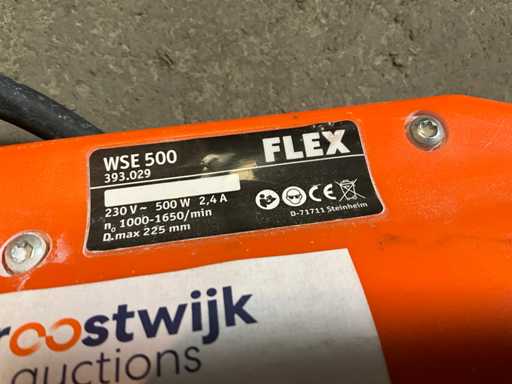 WSE 500
FLEX
393.029
230 V~ 500 W 2,4 A
n₀ 1000-1650/min
D.max 225 mm
CE
D-71711 Steinheim
roostwijk
auctions